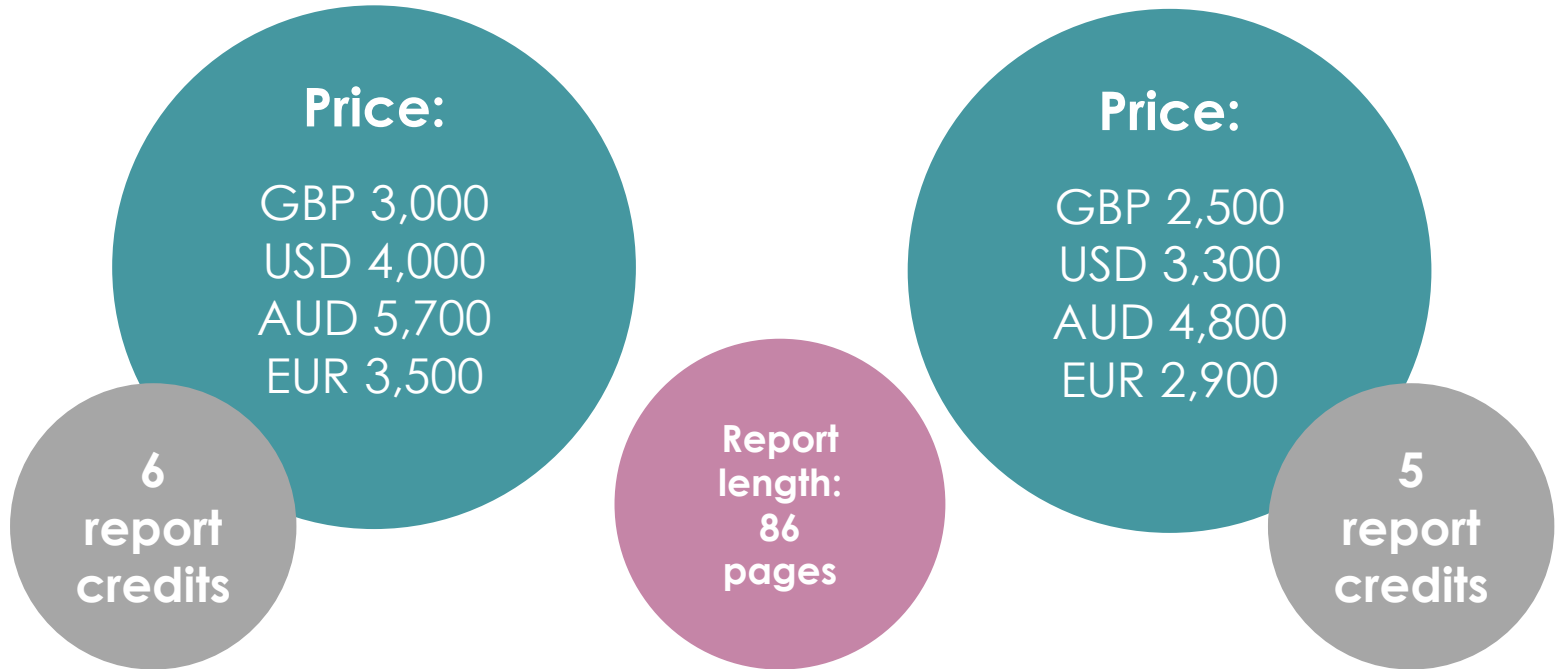 Price:
GBP 3,000
USD 4,000
AUD 5,700
EUR 3,500
6
report
credits
Report
length:
86
pages
Price:
GBP 2,500
USD 3,300
AUD 4,800
EUR 2,900
5
report
credits